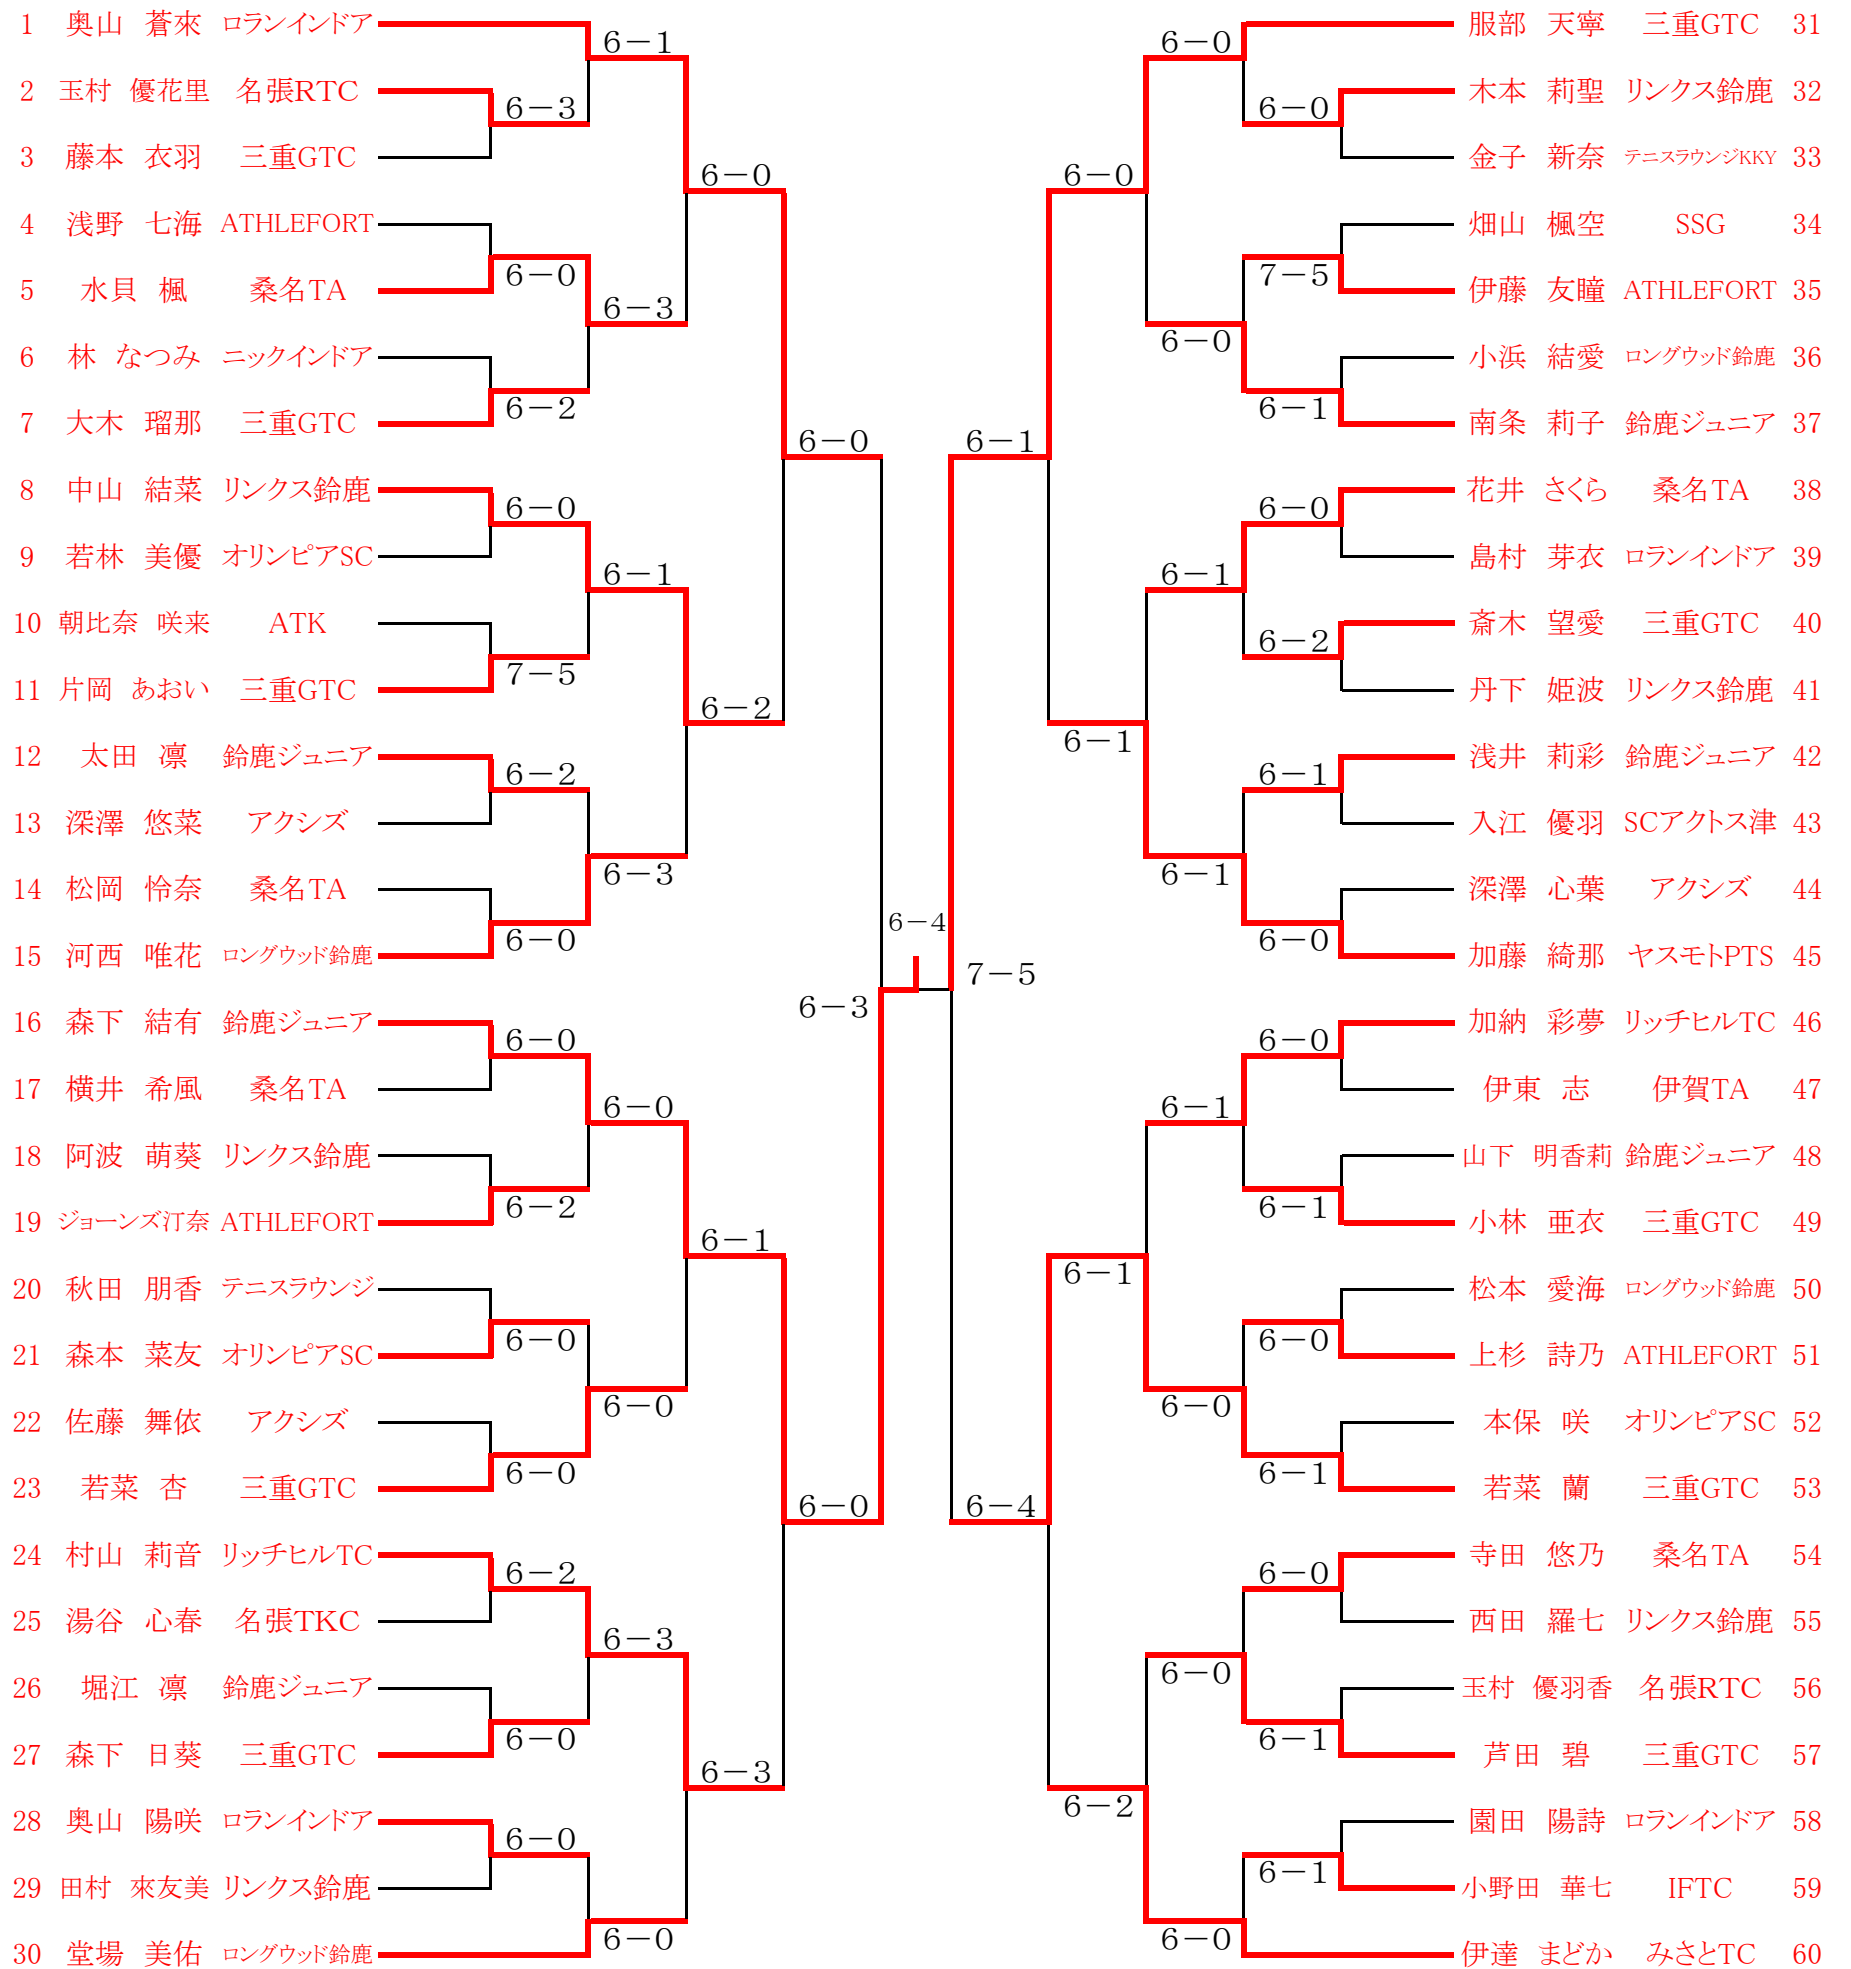 1 奥山 蒼來 ロランインドア
2 玉村 優花里 名張RTC
3 藤本 衣羽 三重GTC
4 浅野 七海 ATHLEFORT
5 水貝 楓 桑名TA
6 林 なつみ ニックインドア
7 大木 瑠那 三重GTC
8 中山 結菜 リンクス鈴鹿
9 若林 美優 オリンピアSC
10 朝比奈 咲来 ATK
11 片岡 あおい 三重GTC
12 太田 凛 鈴鹿ジュニア
13 深澤 悠菜 アクシズ
14 松岡 怜奈 桑名TA
15 河西 唯花 ロングウッド鈴鹿
16 森下 結有 鈴鹿ジュニア
17 横井 希風 桑名TA
18 阿波 萌葵 リンクス鈴鹿
19 ジョーンズ汀奈 ATHLEFORT
20 秋田 朋香 テニスラウンジ
21 森本 菜友 オリンピアSC
22 佐藤 舞依 アクシズ
23 若菜 杏 三重GTC
24 村山 莉音 リッチヒルTC
25 湯谷 心春 名張TKC
26 堀江 凛 鈴鹿ジュニア
27 森下 日葵 三重GTC
28 奥山 陽咲 ロランインドア
29 田村 來友美 リンクス鈴鹿
30 堂場 美佑 ロングウッド鈴鹿
6-3
6-0
6-2
6-0
7-5
6-2
6-0
6-0
6-2
6-0
6-0
6-2
6-0
6-0
6-1
6-3
6-1
6-3
6-0
6-0
6-3
6-0
6-0
6-2
6-1
6-3
6-0
6-0
6-3
6-4
7-5
6-1
6-4
6-0
6-1
6-1
6-2
6-0
6-0
6-1
6-1
6-1
6-0
6-0
6-0
6-0
7-5
6-1
6-0
6-2
6-1
6-0
6-0
6-1
6-0
6-1
6-0
6-1
6-1
服部 天寧 三重GTC 31
木本 莉聖 リンクス鈴鹿 32
金子 新奈 テニスラウンジKKY 33
畑山 楓空 SSG 34
伊藤 友瞳 ATHLEFORT 35
小浜 結愛 ロングウッド鈴鹿 36
南条 莉子 鈴鹿ジュニア 37
花井 さくら 桑名TA 38
島村 芽衣 ロランインドア 39
斎木 望愛 三重GTC 40
丹下 姫波 リンクス鈴鹿 41
浅井 莉彩 鈴鹿ジュニア 42
入江 優羽 SCアクトス津 43
深澤 心葉 アクシズ 44
加藤 綺那 ヤスモトPTS 45
加納 彩夢 リッチヒルTC 46
伊東 志 伊賀TA 47
山下 明香莉 鈴鹿ジュニア 48
小林 亜衣 三重GTC 49
松本 愛海 ロングウッド鈴鹿 50
上杉 詩乃 ATHLEFORT 51
本保 咲 オリンピアSC 52
若菜 蘭 三重GTC 53
寺田 悠乃 桑名TA 54
西田 羅七 リンクス鈴鹿 55
玉村 優羽香 名張RTC 56
芦田 碧 三重GTC 57
園田 陽詩 ロランインドア 58
小野田 華七 IFTC 59
伊達 まどか みさとTC 60